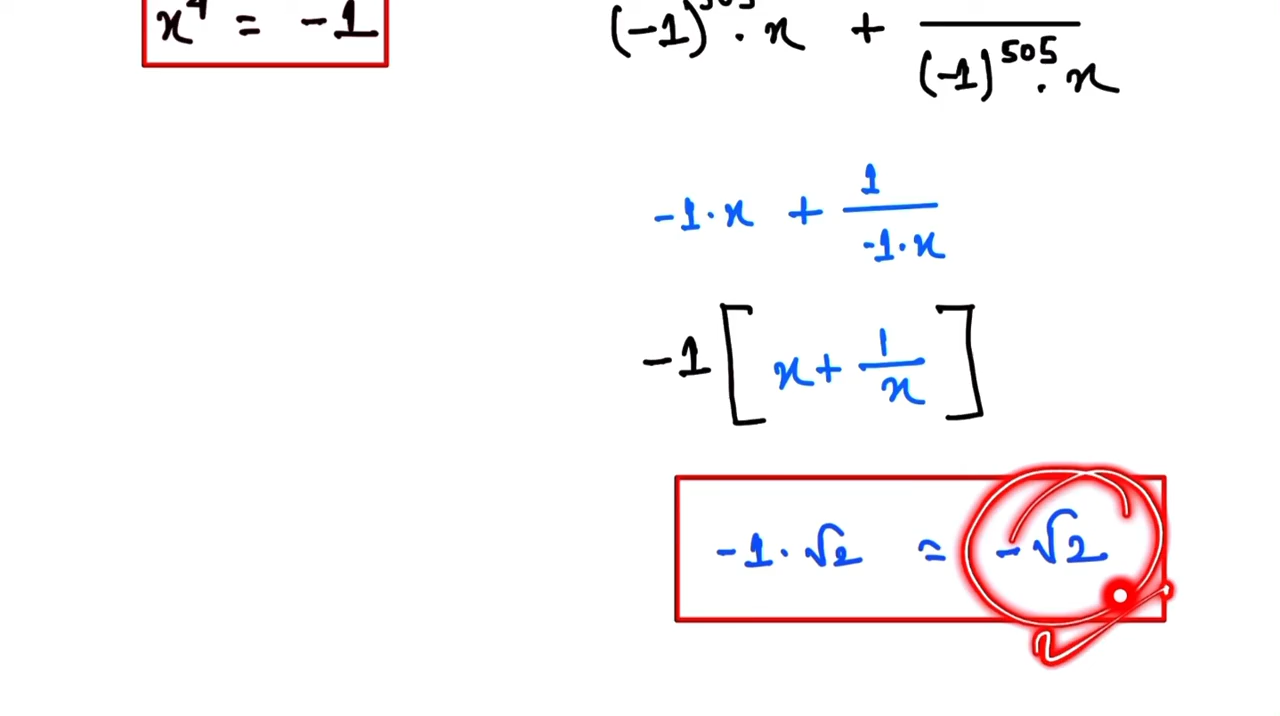 x⁴ = -1
(-1)⁵⁰⁵ . x + 1/((-1)⁵⁰⁵ . x)
-1 . x + 1/(-1 . x)
-1 [ x + 1/x ]
-1 . √2 = -√2